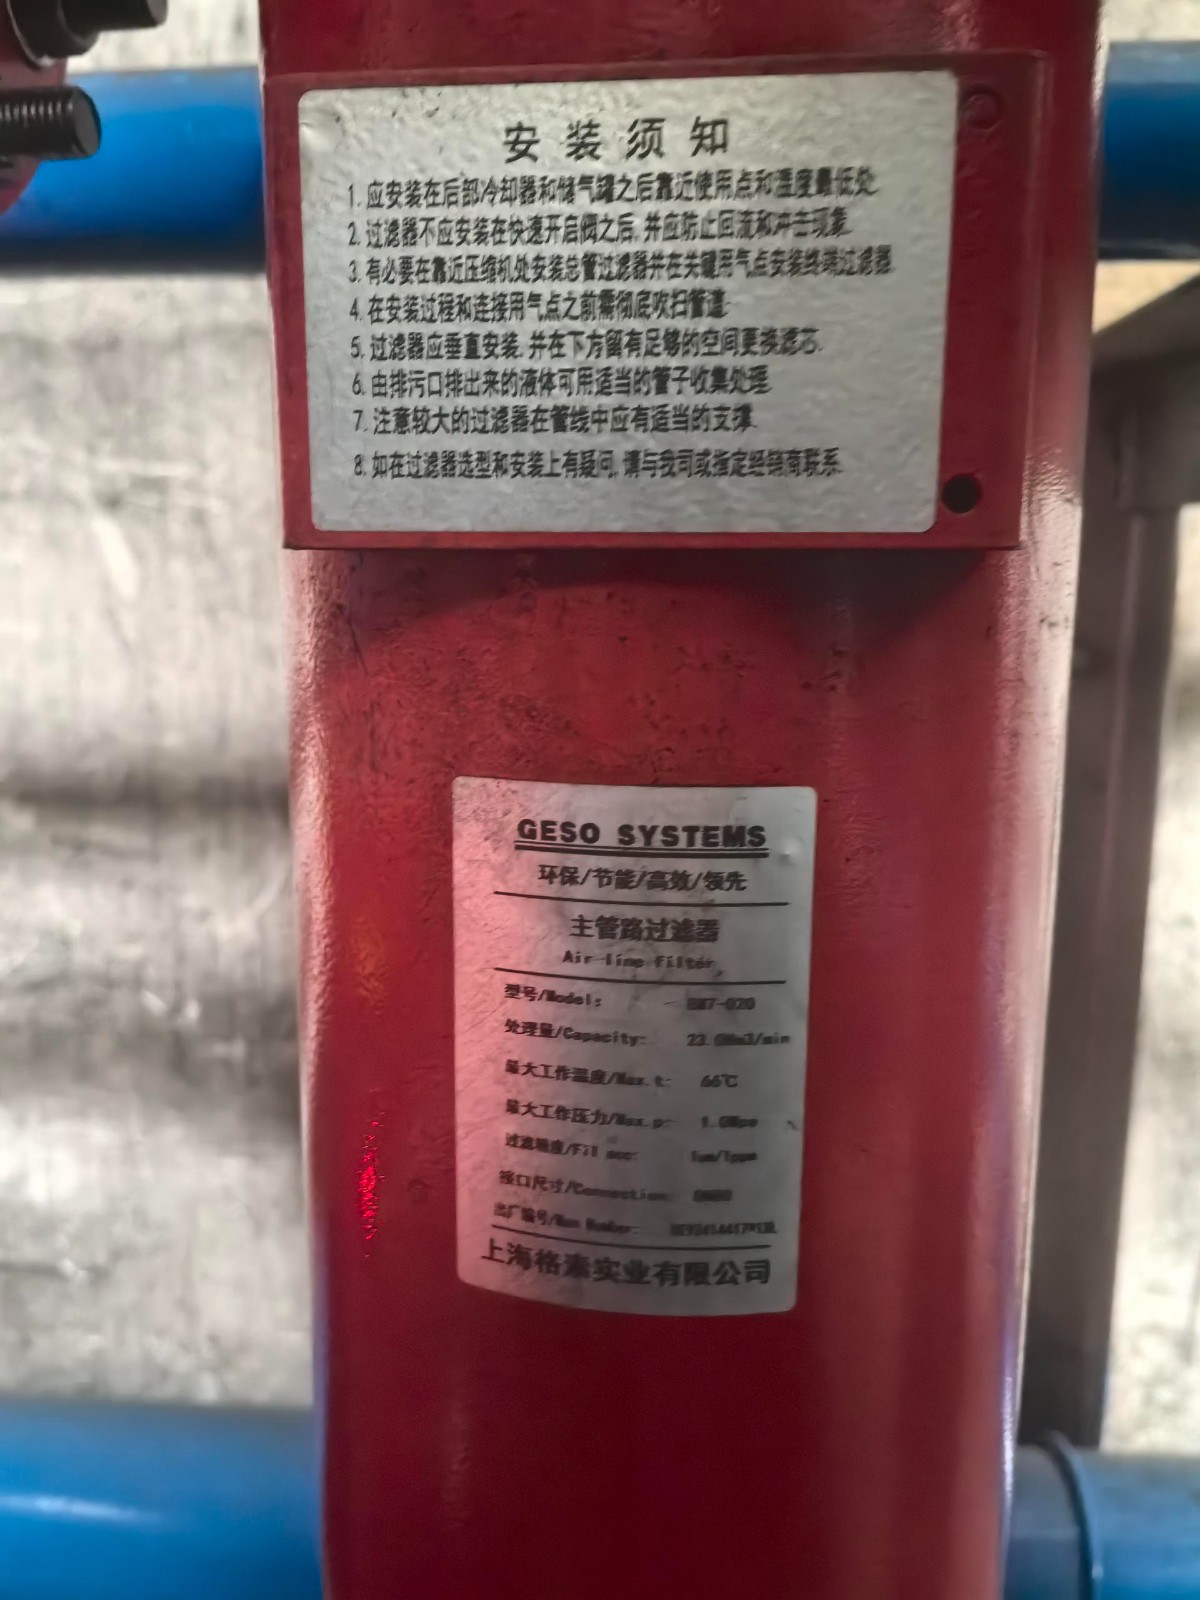 安装须知
1. 应安装在后部冷却器和储气罐之后靠近使用点和温度最低处.
2. 过滤器不应安装在快速开启阀之后, 并应防止回流和冲击现象.
3. 有必要在靠近压缩机处安装总管过滤器并在关键用气点安装终端过滤器.
4. 在安装过程和连接用气点之前需彻底吹扫管道.
5. 过滤器应垂直安装, 并在下方留有足够的空间更换滤芯.
6. 由排污口排出来的液体可用适当的管子收集处理.
7. 注意较大的过滤器在管线中应有适当的支撑.
8. 如在过滤器选型和安装上有疑问, 请与我司或指定经销商联系.
GESO SYSTEMS
环保/节能/高效/领先
主管路过滤器
Air line Filter
型号/Model:
处理量/Capacity:
最大工作温度/Max.t: 66℃
最大工作压力/Max.p: 1.0Mpa
过滤精度/Fil acc: 1um/1ppm
接口尺寸/Connection: DN80
出厂编号/Man Number:
上海格素实业有限公司